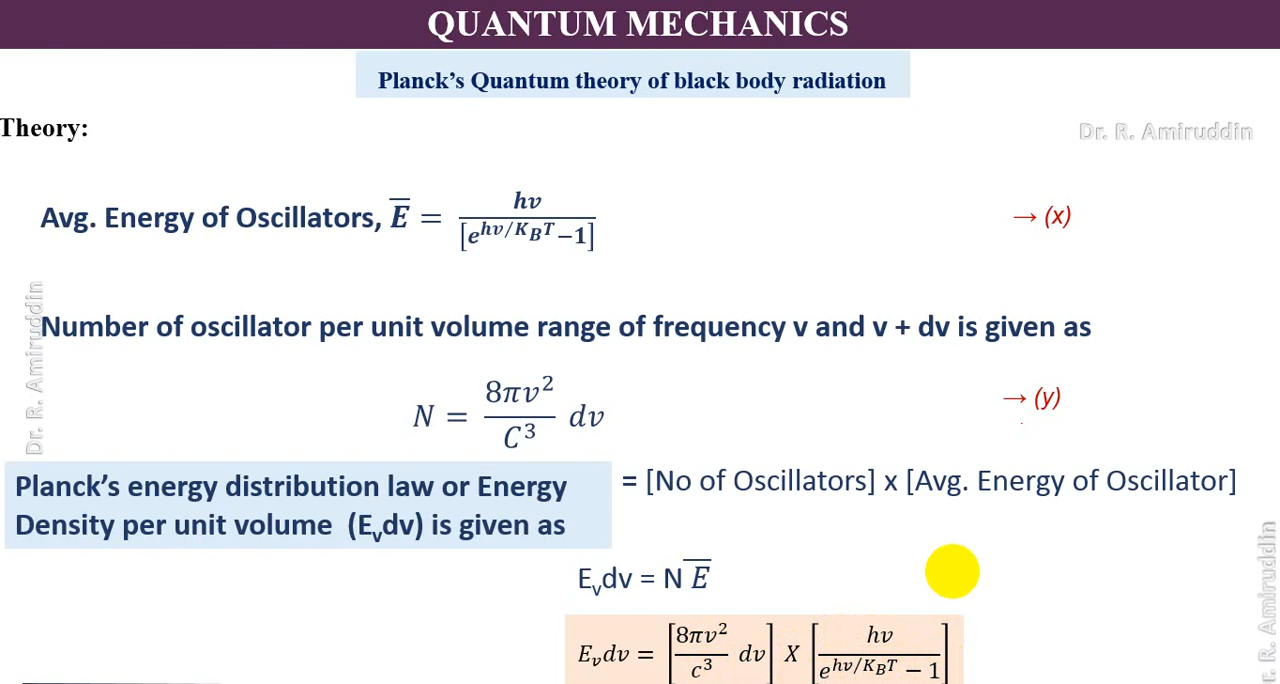 QUANTUM MECHANICS
Planck's Quantum theory of black body radiation
Theory:
Dr. R. Amiruddin
Avg. Energy of Oscillators, E̅ = hν / [e^(hν/K_BT) −1] → (x)
Dr. R. Amiruddin
Number of oscillator per unit volume range of frequency ν and ν + dν is given as
N = (8πν²/C³) dν → (y)
Planck's energy distribution law or Energy
Density per unit volume (E_νdν) is given as
= [No of Oscillators] x [Avg. Energy of Oscillator]
E_νdν = N E̅
E_νdν = [(8πν²/c³) dν] X [hν / (e^(hν/K_BT) − 1)]
r. R. Amiruddin